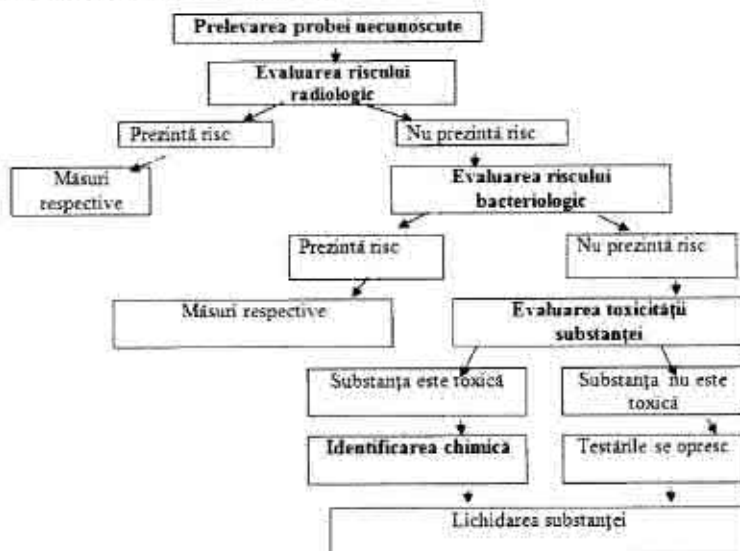 Prelevarea probei necunoscute
Evaluarea riscului
radiologic
Prezintă risc
Nu prezintă risc
Măsuri
respective
Evaluarea riscului
bacteriologic
Prezintă risc
Nu prezintă risc
Măsuri respective
Evaluarea toxicității
substanței
Substanța este toxică
Substanța nu este
toxică
Identificarea chimică
Testările se opresc
Lichidarea substanței